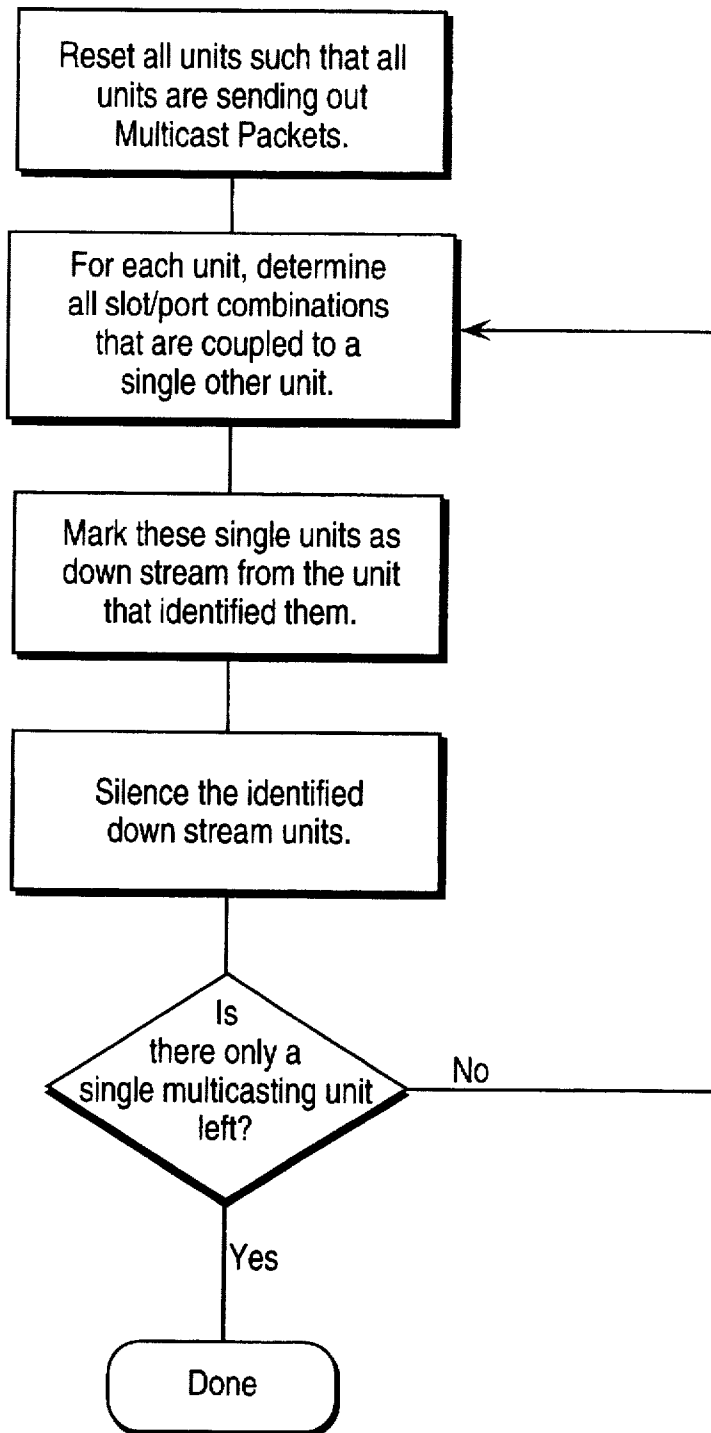 Reset all units such that all
units are sending out
Multicast Packets.
For each unit, determine
all slot/port combinations
that are coupled to a
single other unit.
Mark these single units as
down stream from the unit
that identified them.
Silence the identified
down stream units.
Is
there only a
single multicasting unit
left?
No
Yes
Done